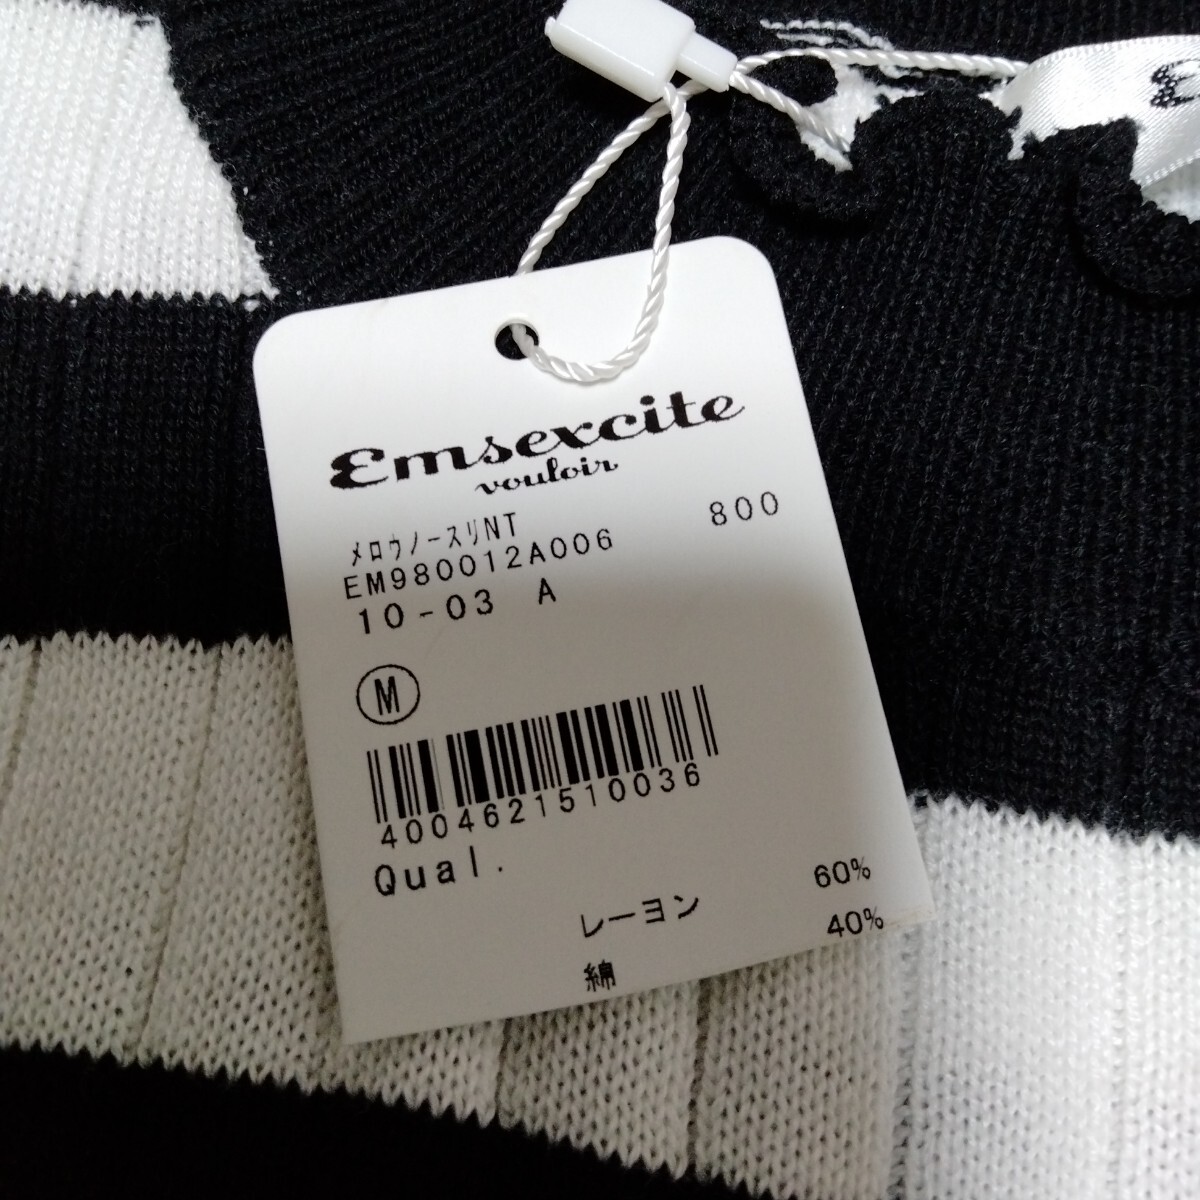 Emsexcite
vouloir
ﾒﾛｳﾉｰｽﾘNT 800
EM980012A006
10-03 A
M
4004621510036
Qual.
レーヨン 60%
綿 40%